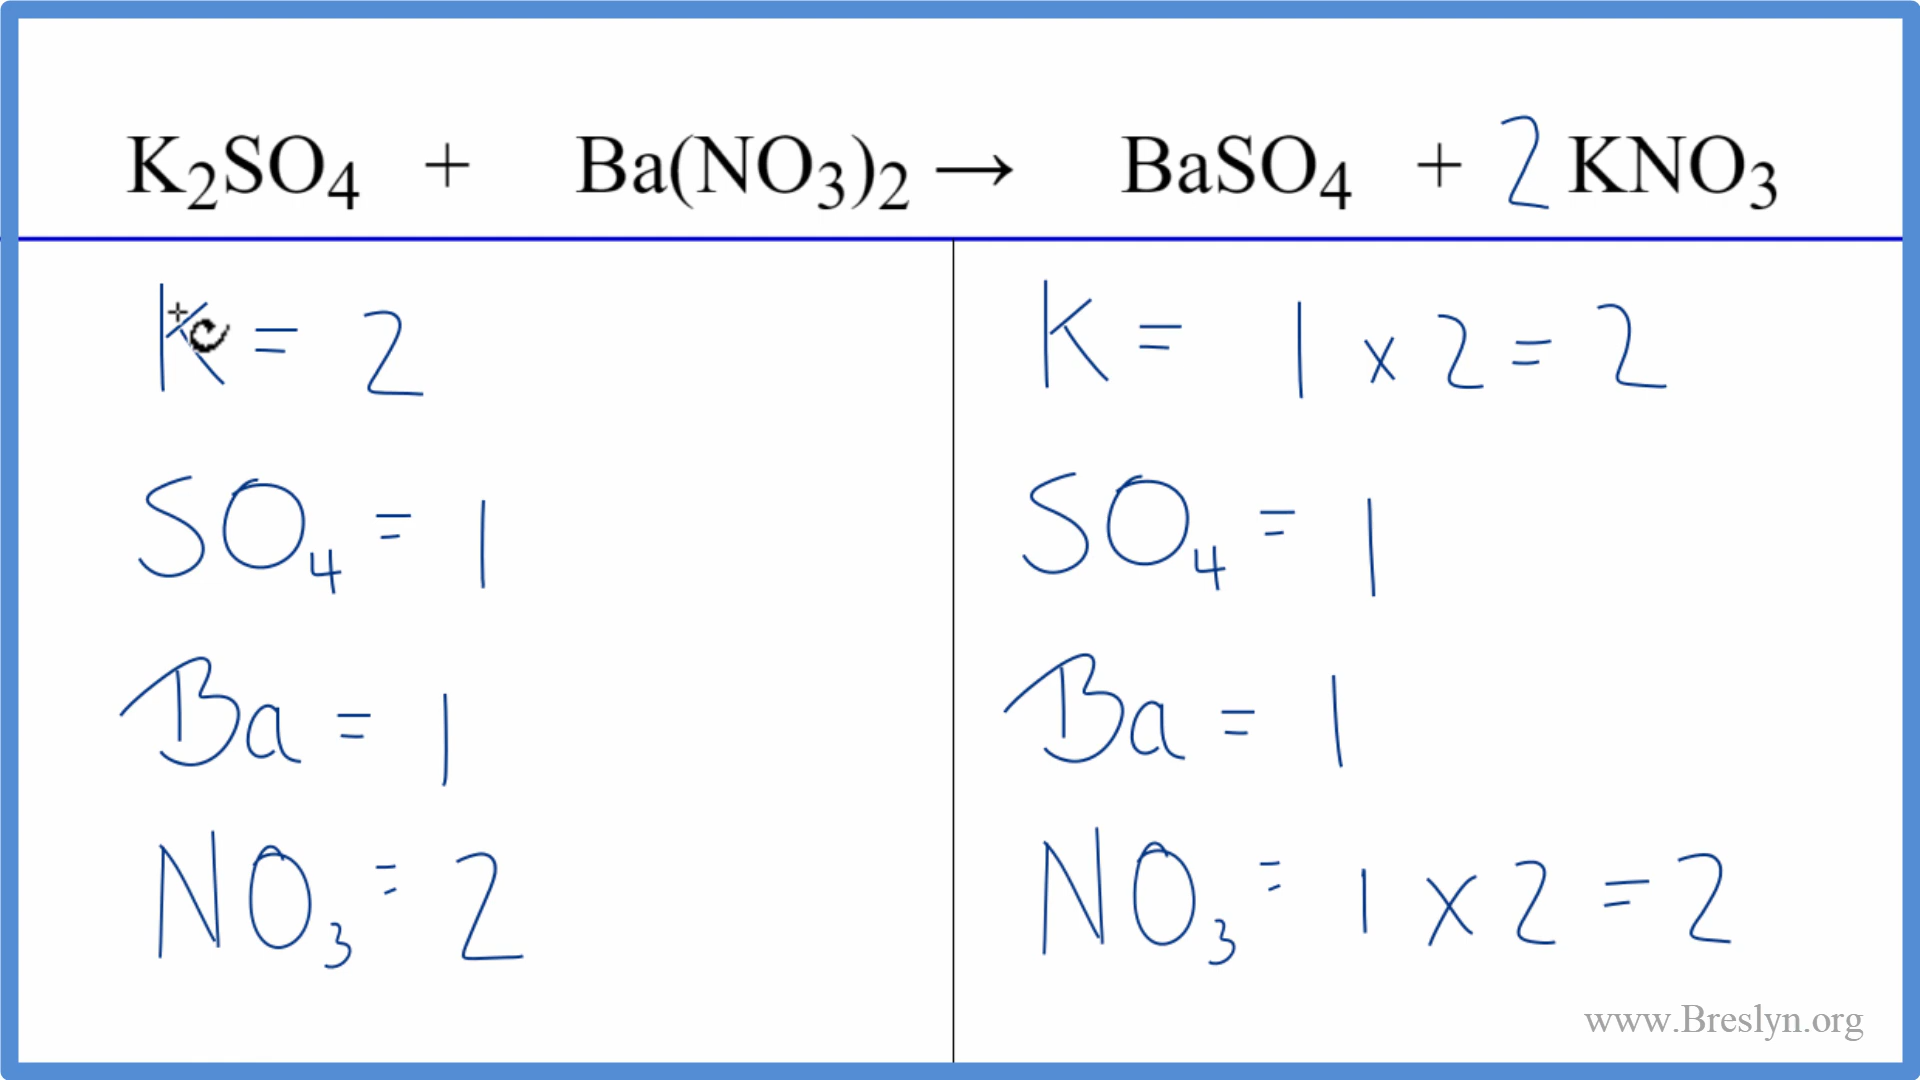 K₂SO₄ + Ba(NO₃)₂ → BaSO₄ + 2 KNO₃
K = 2
SO₄ = 1
Ba = 1
NO₃ = 2
K = 1 x 2 = 2
SO₄ = 1
Ba = 1
NO₃ = 1 x 2 = 2
www.Breslyn.org